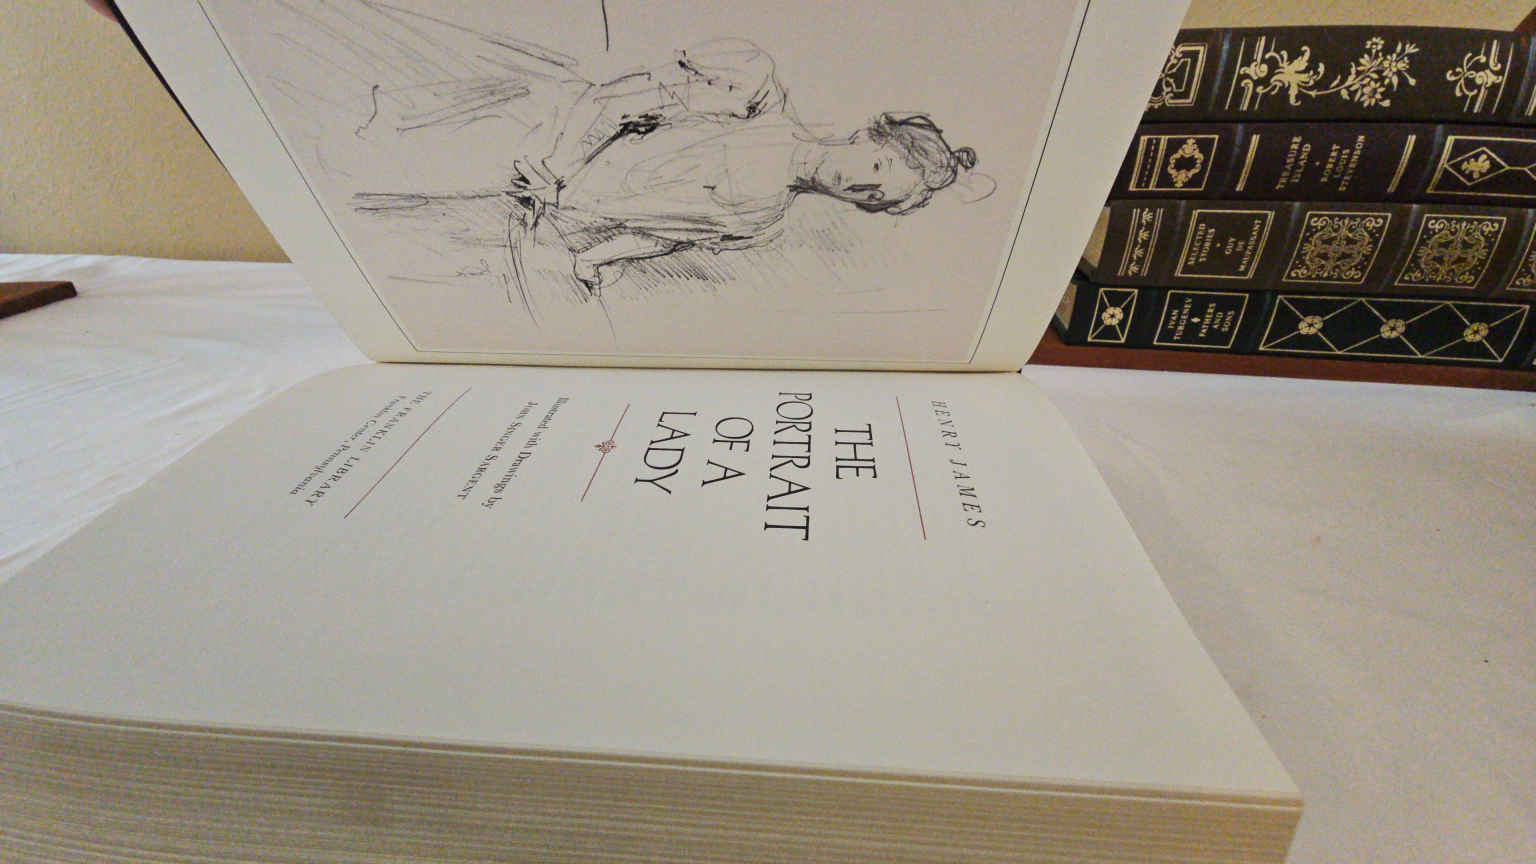 HENRY JAMES
THE
PORTRAIT
OF A
LADY
Illustrated with Drawings by
JOHN SINGER SARGENT
THE FRANKLIN LIBRARY
Franklin Center, Pennsylvania
TREASURE
ISLAND
ROBERT
LOUIS
STEVENSON
SELECTED
STORIES
GUY
DE
MAUPASSANT
IVAN
TURGENEV
FATHERS
AND
SONS